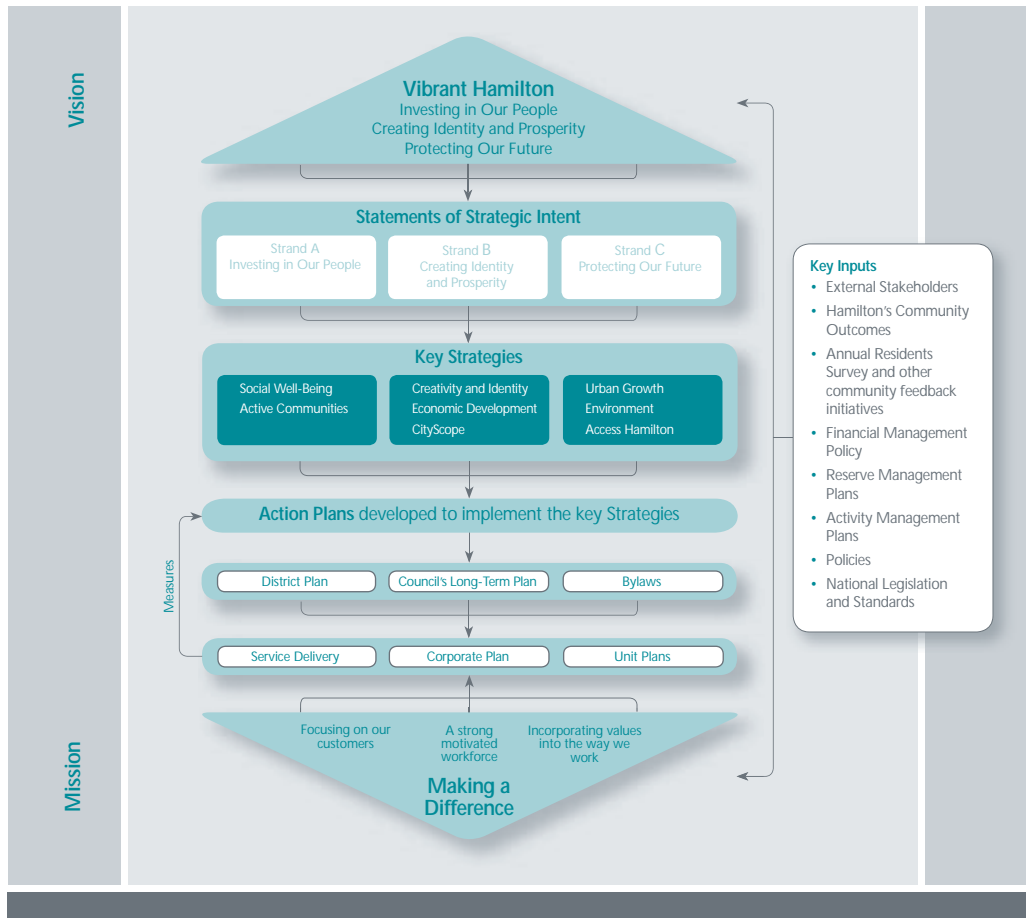 Vision
Vibrant Hamilton
Investing in Our People
Creating Identity and Prosperity
Protecting Our Future
Statements of Strategic Intent
Strand A
Investing in Our People
Strand B
Creating Identity
and Prosperity
Strand C
Protecting Our Future
Key Strategies
Social Well-Being
Active Communities
Creativity and Identity
Economic Development
CityScope
Urban Growth
Environment
Access Hamilton
Action Plans developed to implement the key Strategies
Measures
District Plan
Council's Long-Term Plan
Bylaws
Service Delivery
Corporate Plan
Unit Plans
Focusing on our
customers
A strong
motivated
workforce
Incorporating values
into the way we
work
Making a
Difference
Mission
Key Inputs
• External Stakeholders
• Hamilton's Community
Outcomes
• Annual Residents
Survey and other
community feedback
initiatives
• Financial Management
Policy
• Reserve Management
Plans
• Activity Management
Plans
• Policies
• National Legislation
and Standards